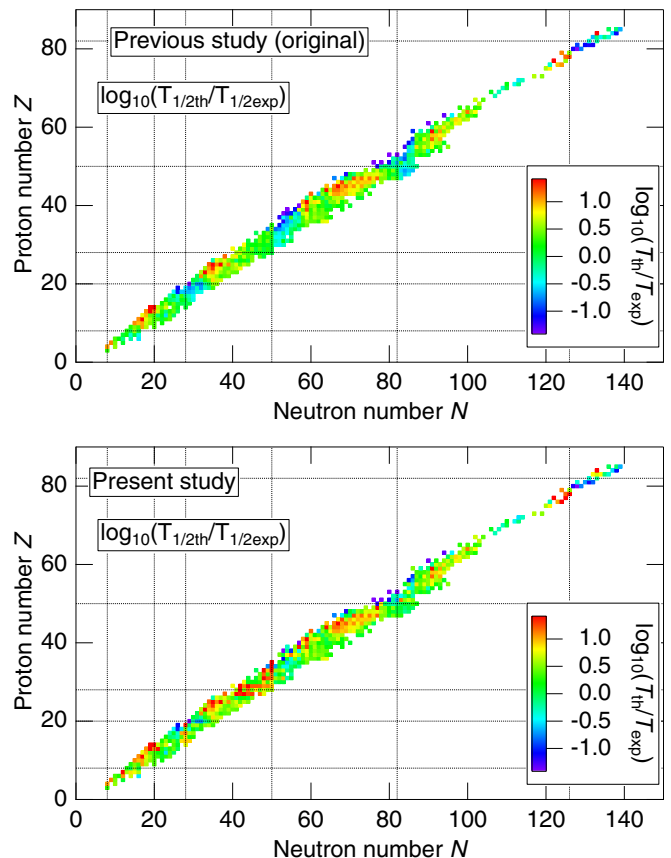 Previous study (original)
log10(T1/2th/T1/2exp)
Proton number Z
80
60
40
20
0
0 20 40 60 80 100 120 140
Neutron number N
1.0
0.5
0.0
-0.5
-1.0
log10(Tth/Texp)
Present study
log10(T1/2th/T1/2exp)
Proton number Z
80
60
40
20
0
0 20 40 60 80 100 120 140
Neutron number N
1.0
0.5
0.0
-0.5
-1.0
log10(Tth/Texp)